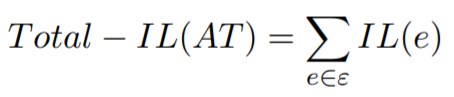 Total − IL(AT) = ∑ IL(e)
e∈ε